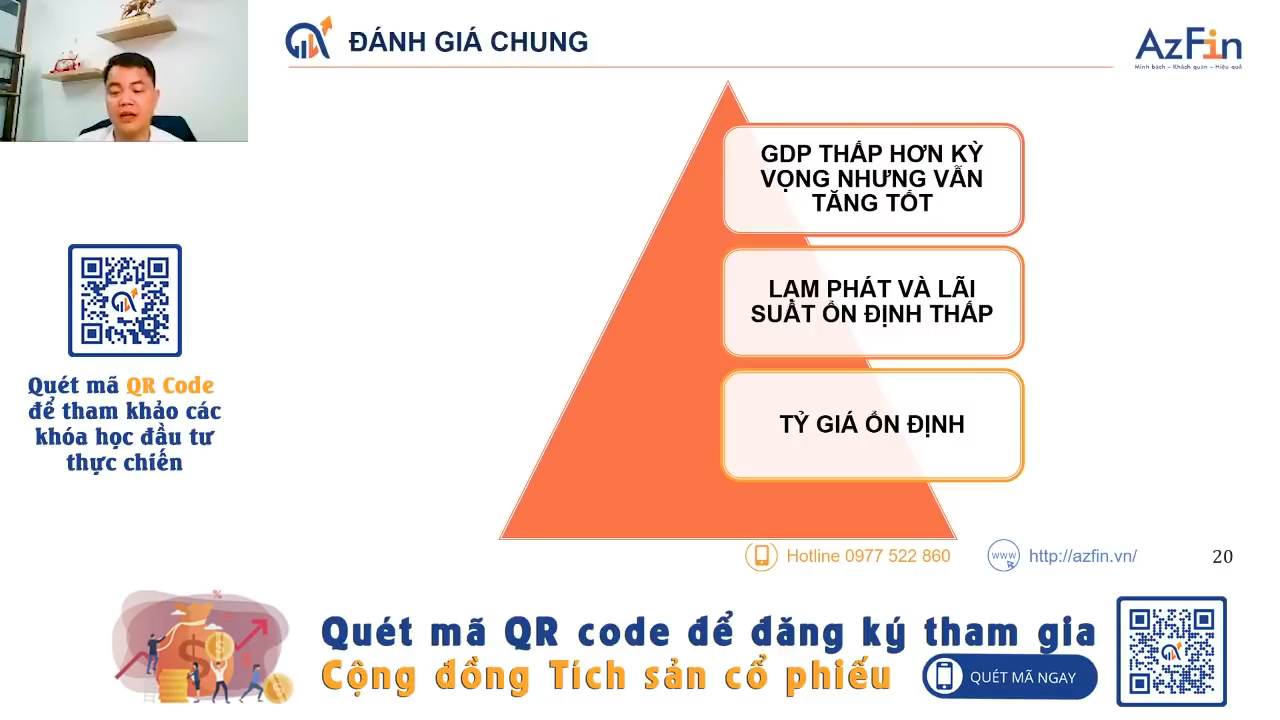 ĐÁNH GIÁ CHUNG
AzFin
Minh bạch – Khách quan – Hiệu quả
GDP THẤP HƠN KỲ
VỌNG NHƯNG VẪN
TĂNG TỐT
LẠM PHÁT VÀ LÃI
SUẤT ỔN ĐỊNH THẤP
TỶ GIÁ ỔN ĐỊNH
Quét mã QR Code
để tham khảo các
khóa học đầu tư
thực chiến
Hotline 0977 522 860
www
http://azfin.vn/
20
Quét mã QR code để đăng ký tham gia
Cộng đồng Tích sản cổ phiếu
QUÉT MÃ NGAY